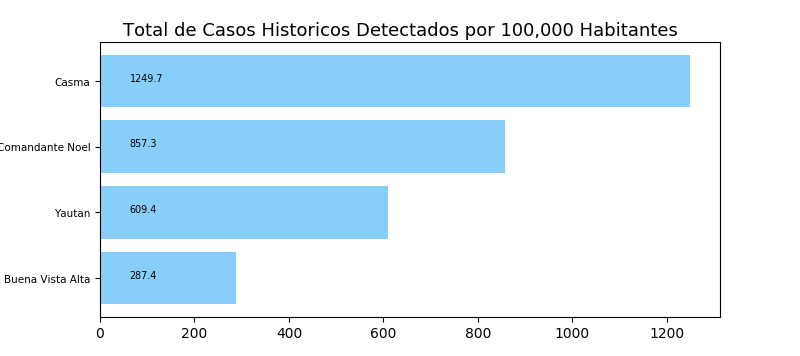 Total de Casos Historicos Detectados por 100,000 Habitantes
Casma
1249.7
Comandante Noel
857.3
Yautan
609.4
Buena Vista Alta
287.4
0 200 400 600 800 1000 1200